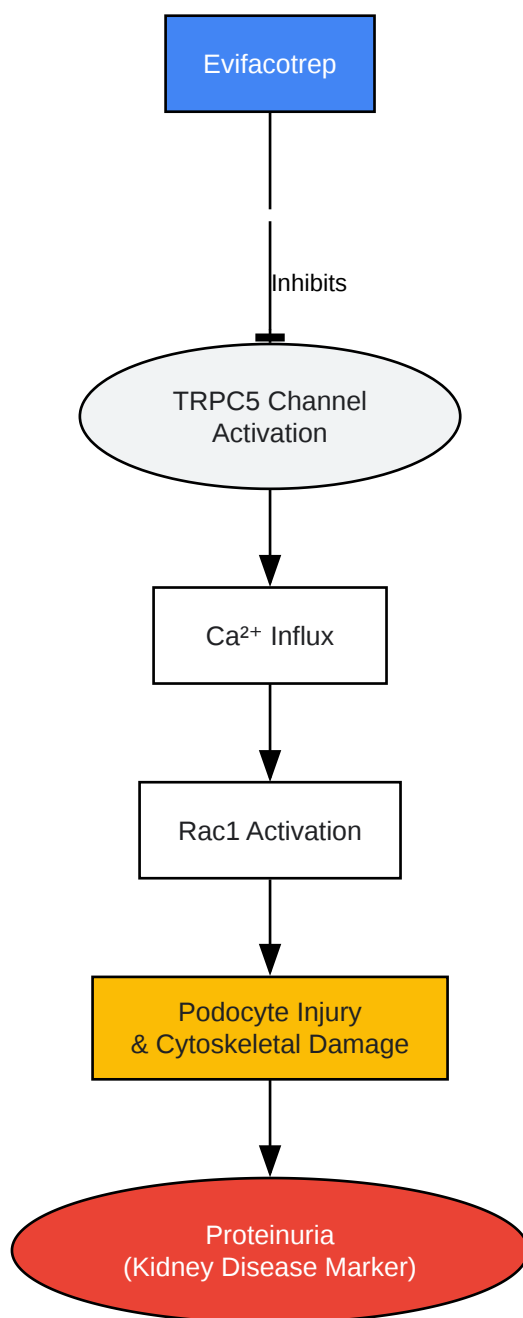 Evifacotrep
Inhibits
TRPC5 Channel
Activation
Ca²⁺ Influx
Rac1 Activation
Podocyte Injury
& Cytoskeletal Damage
Proteinuria
(Kidney Disease Marker)